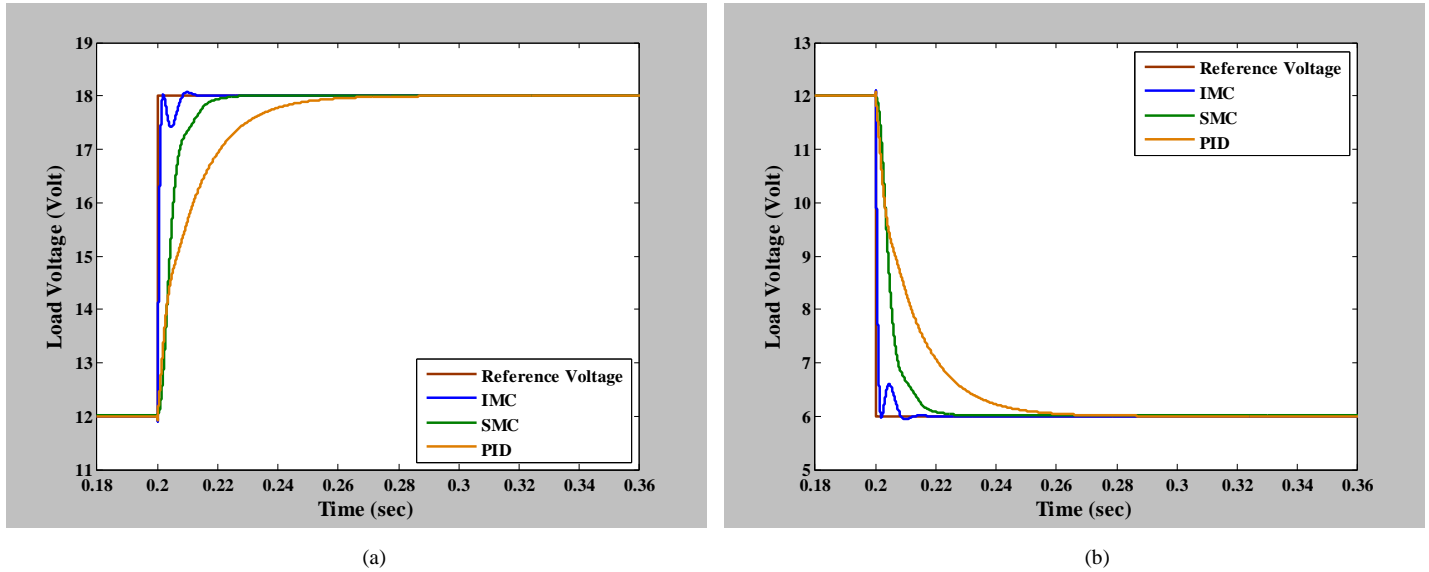 19
18
17
16
15
14
13
12
11
Load Voltage (Volt)
Reference Voltage
IMC
SMC
PID
0.18 0.2 0.22 0.24 0.26 0.28 0.3 0.32 0.34 0.36
Time (sec)
(a)
13
12
11
10
9
8
7
6
5
Load Voltage (Volt)
Reference Voltage
IMC
SMC
PID
0.18 0.2 0.22 0.24 0.26 0.28 0.3 0.32 0.34 0.36
Time (sec)
(b)